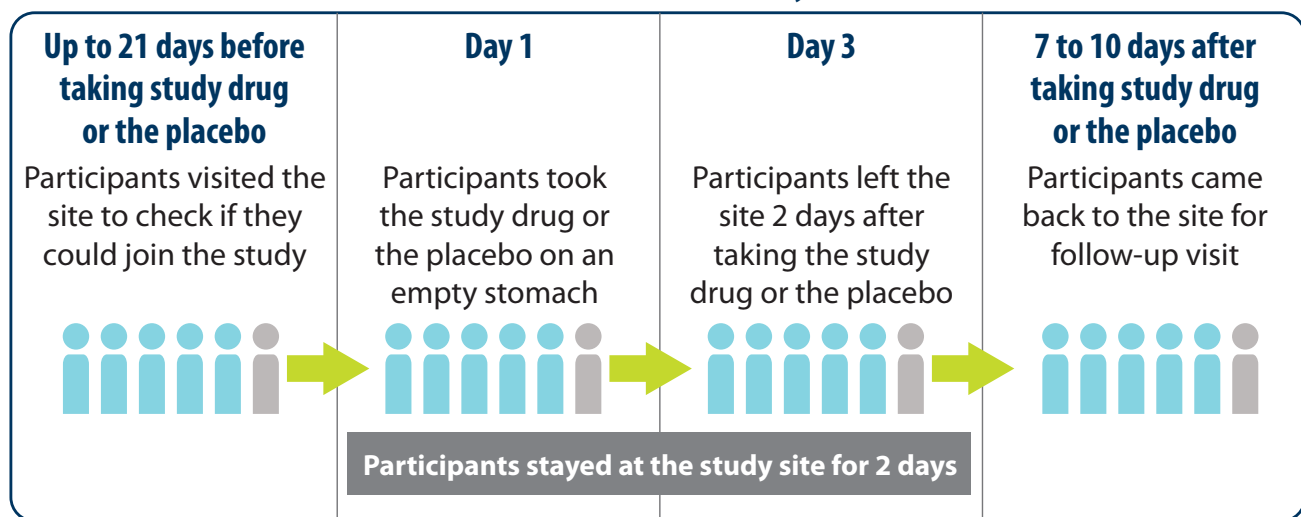 Up to 21 days before
taking study drug
or the placebo
Participants visited the
site to check if they
could join the study
Day 1
Participants took
the study drug or
the placebo on an
empty stomach
Day 3
Participants left the
site 2 days after
taking the study
drug or the placebo
7 to 10 days after
taking study drug
or the placebo
Participants came
back to the site for
follow-up visit
Participants stayed at the study site for 2 days